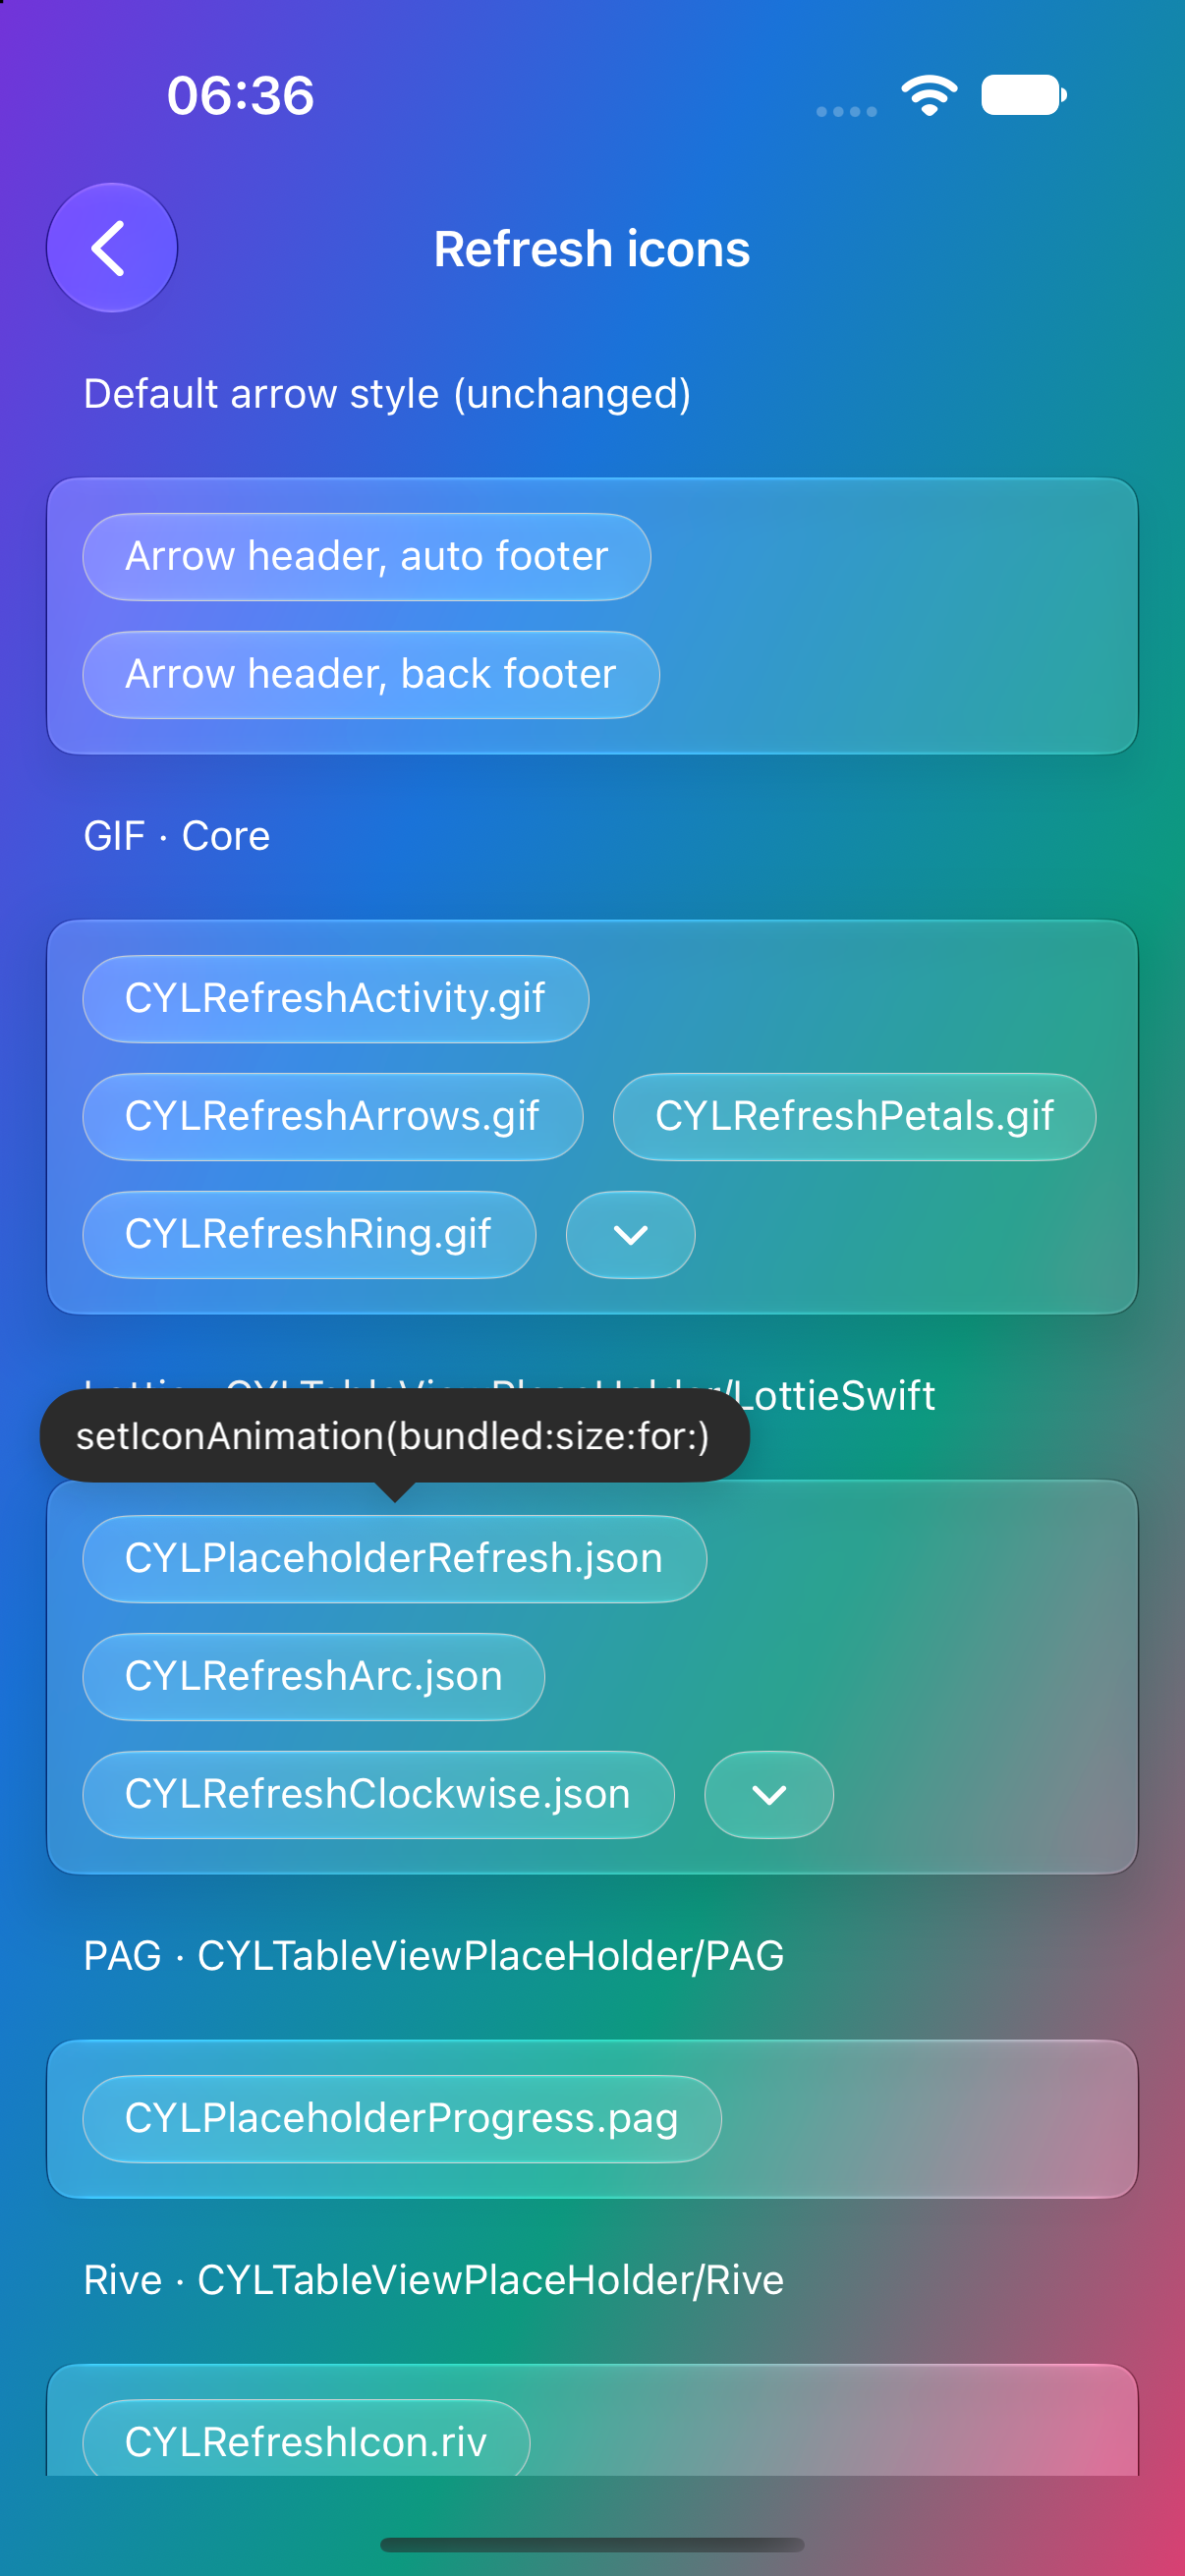 06:36
Refresh icons
Default arrow style (unchanged)
Arrow header, auto footer
Arrow header, back footer
GIF · Core
CYLRefreshActivity.gif
CYLRefreshArrows.gif CYLRefreshPetals.gif
CYLRefreshRing.gif
/LottieSwift
setIconAnimation(bundled:size:for:)
CYLPlaceholderRefresh.json
CYLRefreshArc.json
CYLRefreshClockwise.json
PAG · CYLTableViewPlaceHolder/PAG
CYLPlaceholderProgress.pag
Rive · CYLTableViewPlaceHolder/Rive
CYLRefreshIcon.riv